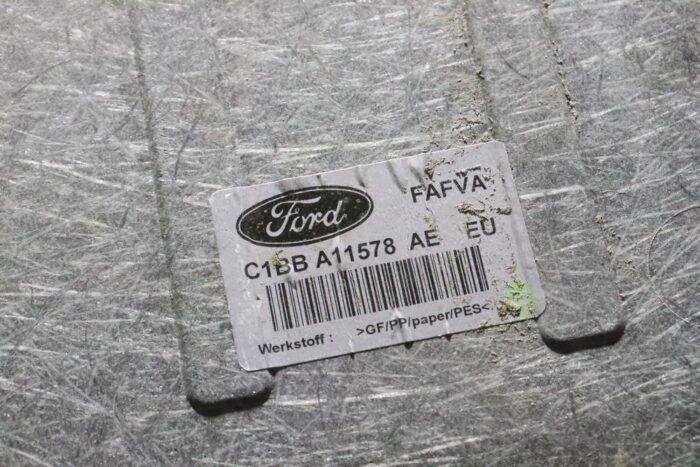 Ford FAFVA
C1BB A11578 AE EU
Werkstoff : >GF/PP/paper/PES<